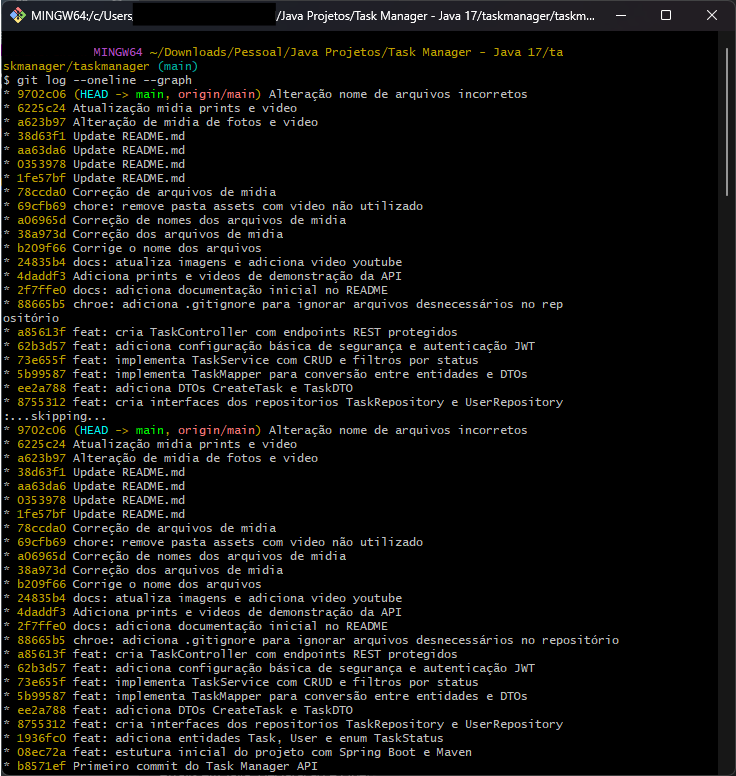 MINGW64:/c/Users/ /Java Projetos/Task Manager - Java 17/taskmanager/taskm...
MINGW64 ~/Downloads/Pessoal/Java Projetos/Task Manager - Java 17/ta
skmanager/taskmanager (main)
$ git log --oneline --graph
* 9702c06 (HEAD -> main, origin/main) Alteração nome de arquivos incorretos
* 6225c24 Atualização midia prints e video
* a623b97 Alteração de midia de fotos e video
* 38d63f1 Update README.md
* aa63da6 Update README.md
* 0353978 Update README.md
* 1fe57bf Update README.md
* 78ccda0 Correção de arquivos de midia
* 69cfb69 chore: remove pasta assets com video não utilizado
* a06965d Correção de nomes dos arquivos de midia
* 38a973d Correção dos arquivos de midia
* b209f66 Corrige o nome dos arquivos
* 24835b4 docs: atualiza imagens e adiciona video youtube
* 4daddf3 Adiciona prints e videos de demonstração da API
* 2f7ffe0 docs: adiciona documentação inicial no README
* 88665b5 chroe: adiciona .gitignore para ignorar arquivos desnecessários no rep
ositório
* a85613f feat: cria TaskController com endpoints REST protegidos
* 62b3d57 feat: adiciona configuração básica de segurança e autenticação JWT
* 73e655f feat: implementa TaskService com CRUD e filtros por status
* 5b99587 feat: implementa TaskMapper para conversão entre entidades e DTOs
* ee2a788 feat: adiciona DTOs CreateTask e TaskDTO
* 8755312 feat: cria interfaces dos repositorios TaskRepository e UserRepository
:...skipping...
* 9702c06 (HEAD -> main, origin/main) Alteração nome de arquivos incorretos
* 6225c24 Atualização midia prints e video
* a623b97 Alteração de midia de fotos e video
* 38d63f1 Update README.md
* aa63da6 Update README.md
* 0353978 Update README.md
* 1fe57bf Update README.md
* 78ccda0 Correção de arquivos de midia
* 69cfb69 chore: remove pasta assets com video não utilizado
* a06965d Correção de nomes dos arquivos de midia
* 38a973d Correção dos arquivos de midia
* b209f66 Corrige o nome dos arquivos
* 24835b4 docs: atualiza imagens e adiciona video youtube
* 4daddf3 Adiciona prints e videos de demonstração da API
* 2f7ffe0 docs: adiciona documentação inicial no README
* 88665b5 chroe: adiciona .gitignore para ignorar arquivos desnecessários no repositório
* a85613f feat: cria TaskController com endpoints REST protegidos
* 62b3d57 feat: adiciona configuração básica de segurança e autenticação JWT
* 73e655f feat: implementa TaskService com CRUD e filtros por status
* 5b99587 feat: implementa TaskMapper para conversão entre entidades e DTOs
* ee2a788 feat: adiciona DTOs CreateTask e TaskDTO
* 8755312 feat: cria interfaces dos repositorios TaskRepository e UserRepository
* 1936fc0 feat: adiciona entidades Task, User e enum TaskStatus
* 08ec72a feat: estutura inicial do projeto com Spring Boot e Maven
* b8571ef Primeiro commit do Task Manager API